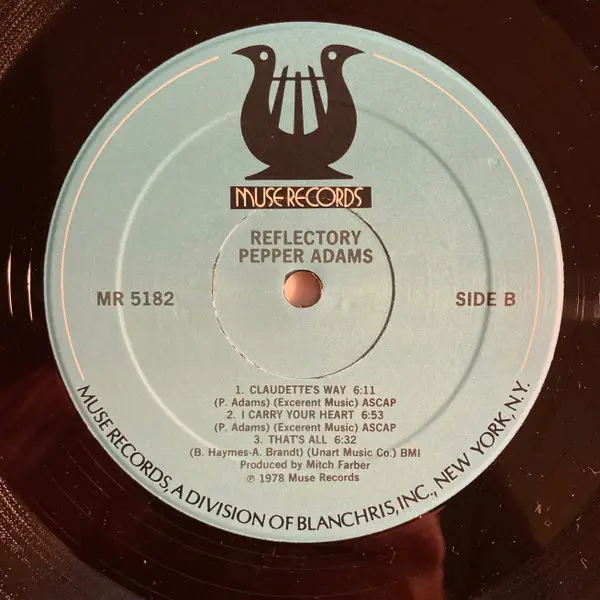 MUSE RECORDS
REFLECTORY
PEPPER ADAMS
MR 5182
SIDE B
1. CLAUDETTE'S WAY 6:11
(P. Adams) (Excerent Music) ASCAP
2. I CARRY YOUR HEART 6:53
(P. Adams) (Excerent Music) ASCAP
3. THAT'S ALL 6:32
(B. Haymes-A. Brandt) (Unart Music Co.) BMI
Produced by Mitch Farber
℗ 1978 Muse Records
MUSE RECORDS, A DIVISION OF BLANCHRIS, INC., NEW YORK, N.Y.